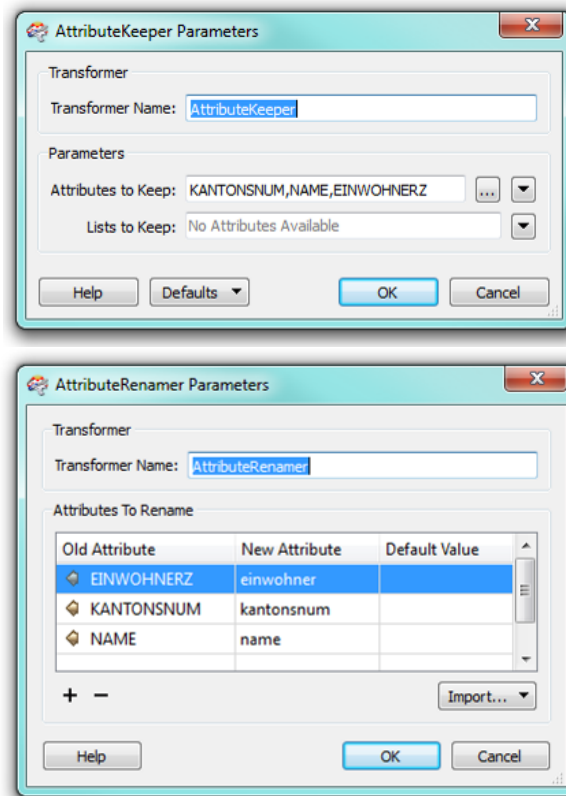 AttributeKeeper Parameters
Transformer
Transformer Name: AttributeKeeper
Parameters
Attributes to Keep: KANTONSNUM,NAME,EINWOHNERZ ...
Lists to Keep: No Attributes Available
Help Defaults OK Cancel
AttributeRenamer Parameters
Transformer
Transformer Name: AttributeRenamer
Attributes To Rename
Old Attribute New Attribute Default Value
EINWOHNERZ einwohner
KANTONSNUM kantonsnum
NAME name
+ − Import...
Help OK Cancel